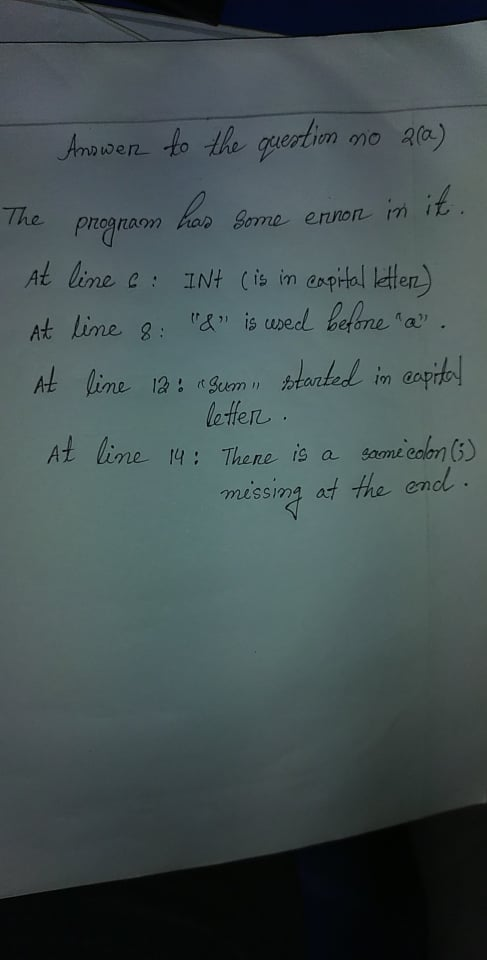 Answer to the question no 2(a)
The program has some error in it.
At line 6 : INt (is in capital letter)
At line 8 : "&" is used before "a".
At line 12 : "Sum" started in capital
letter.
At line 14 : There is a samicolon (;)
missing at the end.